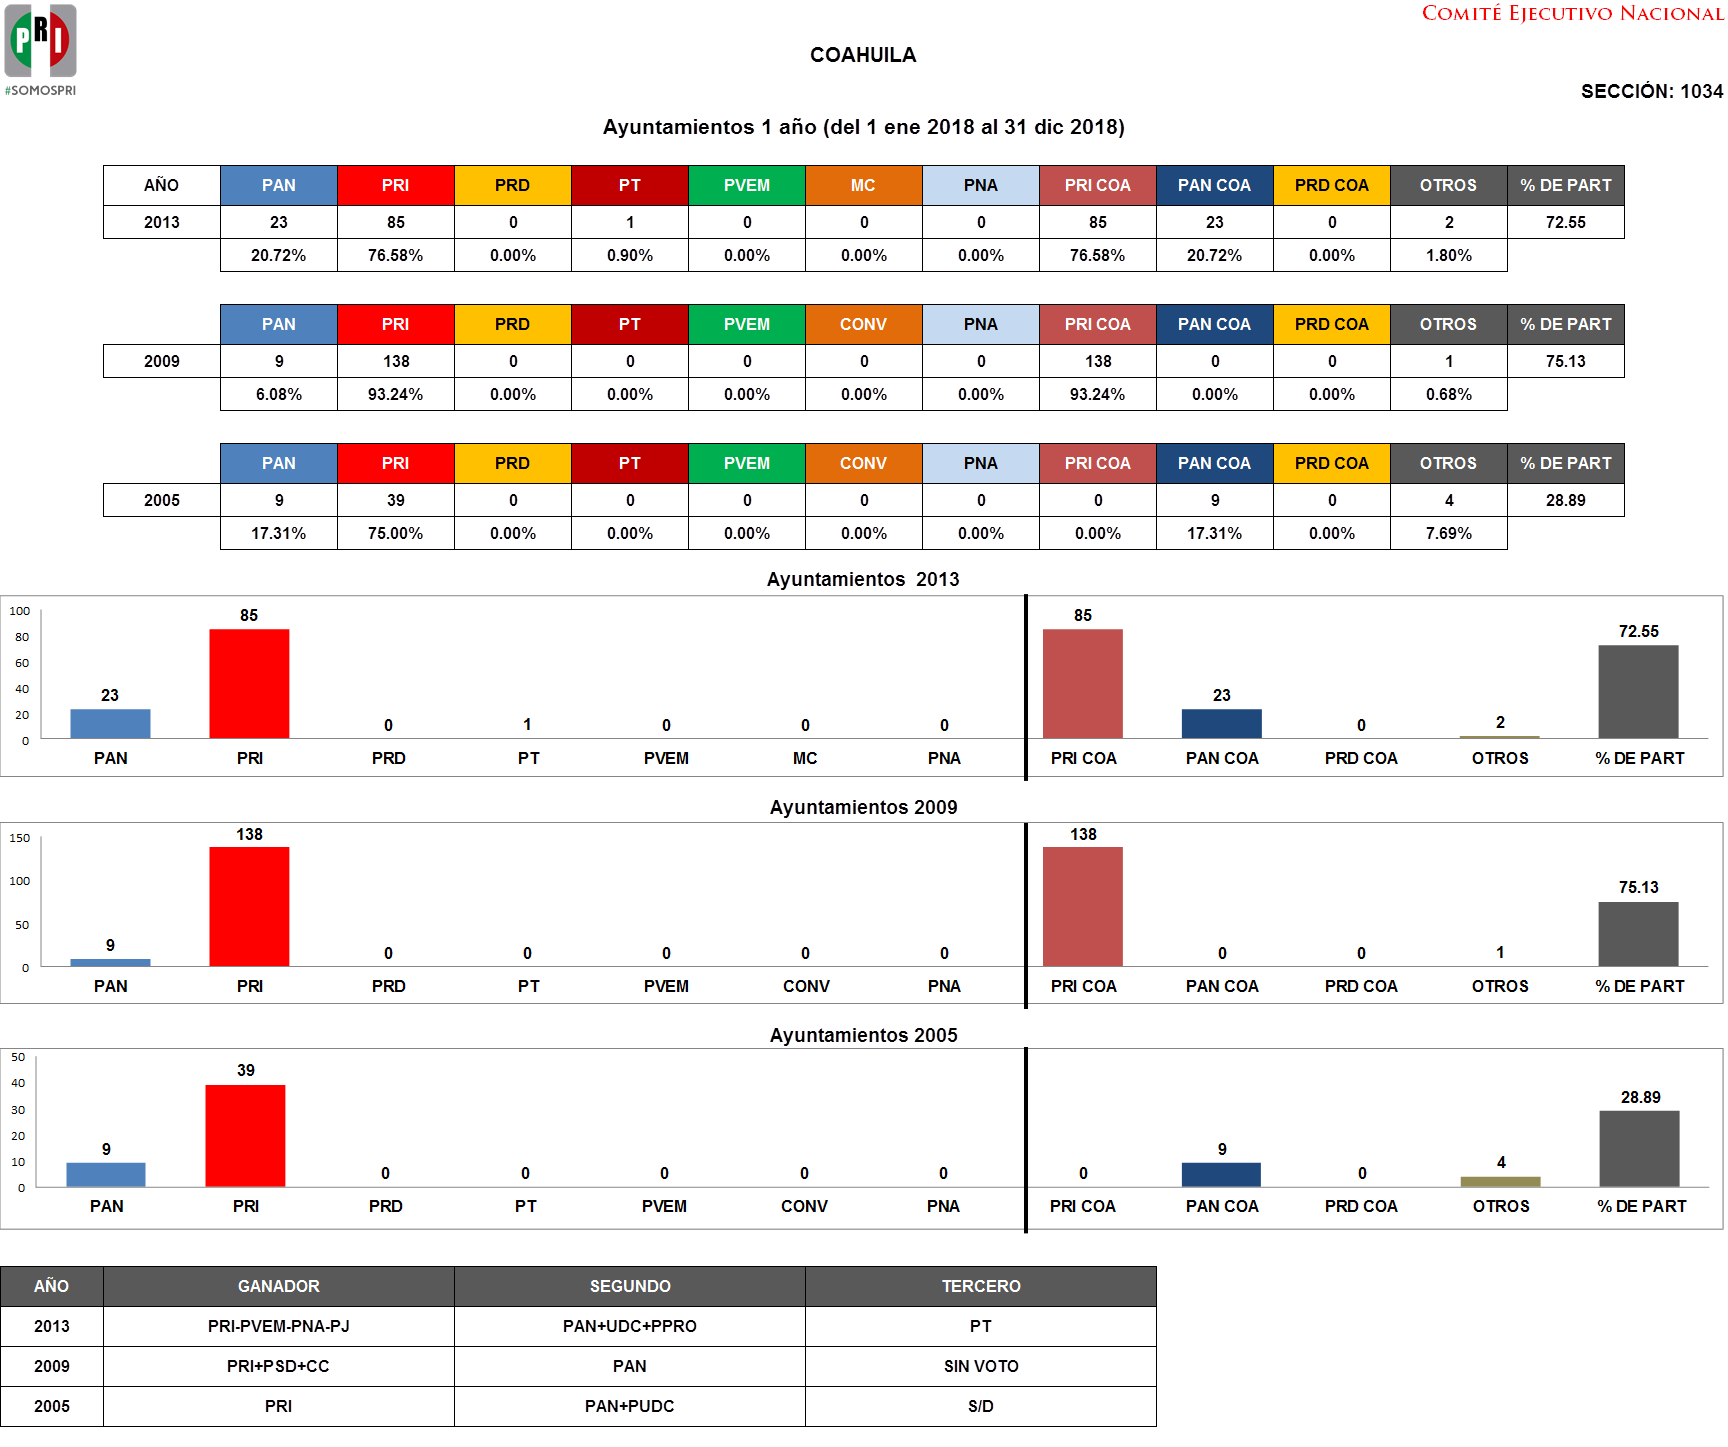 COMITÉ EJECUTIVO NACIONAL
PRI
#SOMOSPRI
COAHUILA
SECCIÓN: 1034
Ayuntamientos 1 año (del 1 ene 2018 al 31 dic 2018)
AÑO PAN PRI PRD PT PVEM MC PNA PRI COA PAN COA PRD COA OTROS % DE PART
2013 23 85 0 1 0 0 0 85 23 0 2 72.55
20.72% 76.58% 0.00% 0.90% 0.00% 0.00% 0.00% 76.58% 20.72% 0.00% 1.80%
PAN PRI PRD PT PVEM CONV PNA PRI COA PAN COA PRD COA OTROS % DE PART
2009 9 138 0 0 0 0 0 138 0 0 1 75.13
6.08% 93.24% 0.00% 0.00% 0.00% 0.00% 0.00% 93.24% 0.00% 0.00% 0.68%
PAN PRI PRD PT PVEM CONV PNA PRI COA PAN COA PRD COA OTROS % DE PART
2005 9 39 0 0 0 0 0 0 9 0 4 28.89
17.31% 75.00% 0.00% 0.00% 0.00% 0.00% 0.00% 0.00% 17.31% 0.00% 7.69%
Ayuntamientos 2013
100
80
60
40
20
0
23 85 0 1 0 0 0 85 23 0 2 72.55
PAN PRI PRD PT PVEM MC PNA PRI COA PAN COA PRD COA OTROS % DE PART
Ayuntamientos 2009
150
100
50
0
9 138 0 0 0 0 0 138 0 0 1 75.13
PAN PRI PRD PT PVEM CONV PNA PRI COA PAN COA PRD COA OTROS % DE PART
Ayuntamientos 2005
50
40
30
20
10
0
9 39 0 0 0 0 0 0 9 0 4 28.89
PAN PRI PRD PT PVEM CONV PNA PRI COA PAN COA PRD COA OTROS % DE PART
AÑO GANADOR SEGUNDO TERCERO
2013 PRI-PVEM-PNA-PJ PAN+UDC+PPRO PT
2009 PRI+PSD+CC PAN SIN VOTO
2005 PRI PAN+PUDC S/D